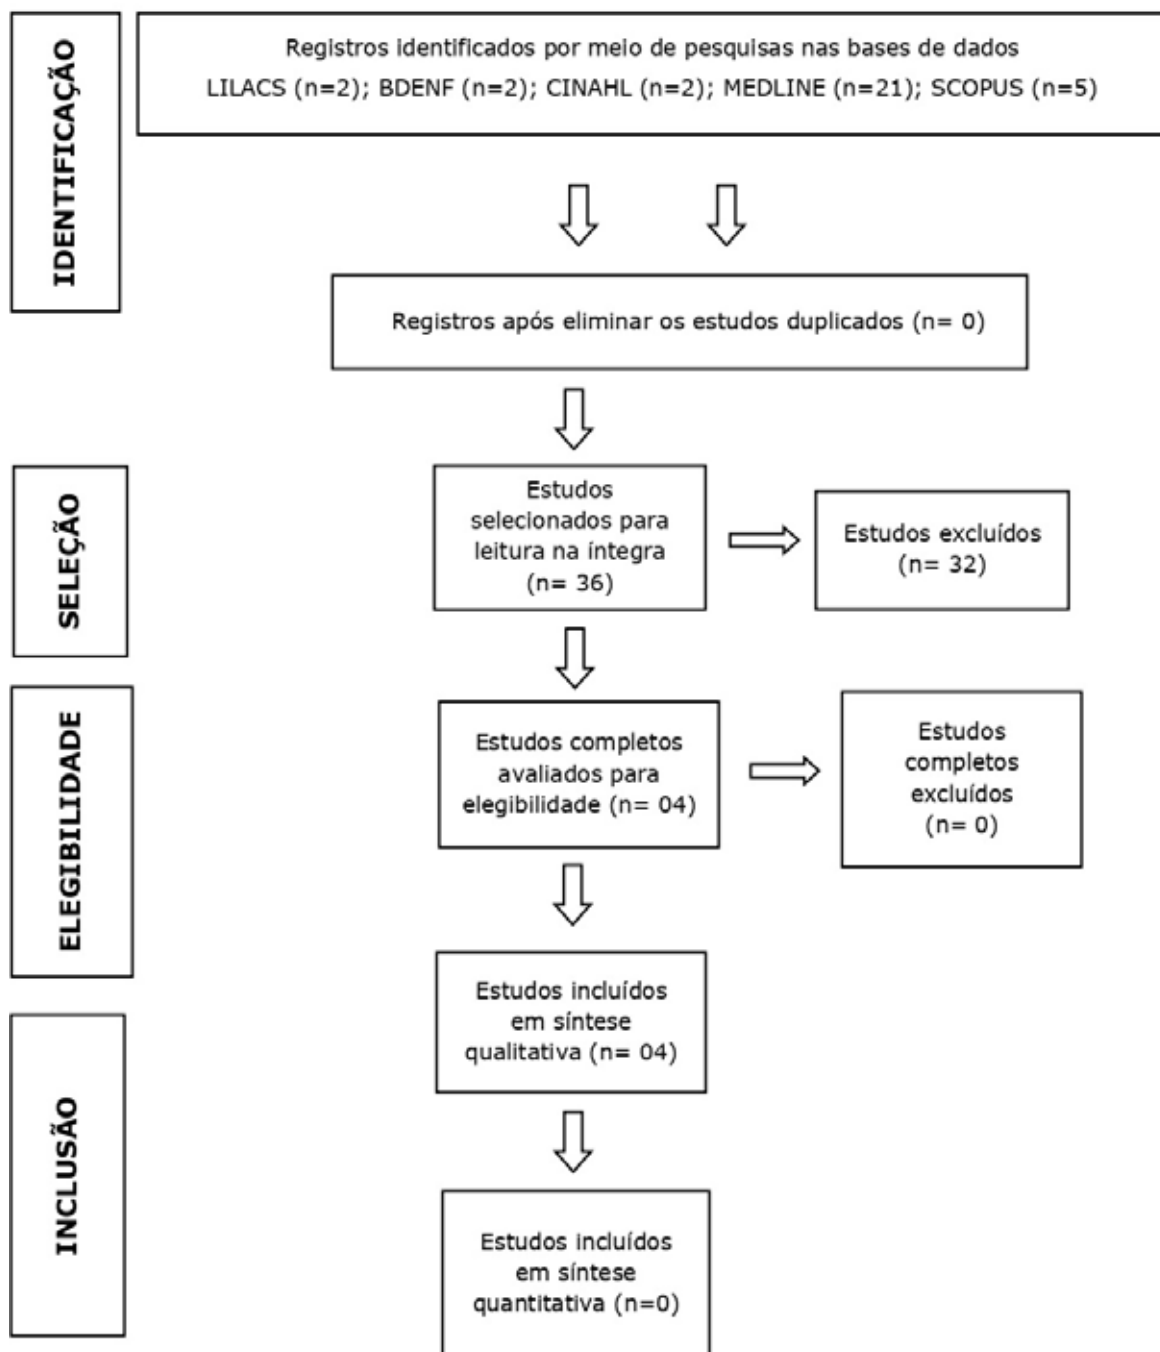 IDENTIFICAÇÃO
Registros identificados por meio de pesquisas nas bases de dados
LILACS (n=2); BDENF (n=2); CINAHL (n=2); MEDLINE (n=21); SCOPUS (n=5)
Registros após eliminar os estudos duplicados (n= 0)
SELEÇÃO
Estudos
selecionados para
leitura na íntegra
(n= 36)
Estudos excluídos
(n= 32)
ELEGIBILIDADE
Estudos completos
avaliados para
elegibilidade (n= 04)
Estudos
completos
excluídos
(n= 0)
Estudos incluídos
em síntese
qualitativa (n= 04)
INCLUSÃO
Estudos incluídos
em síntese
quantitativa (n=0)